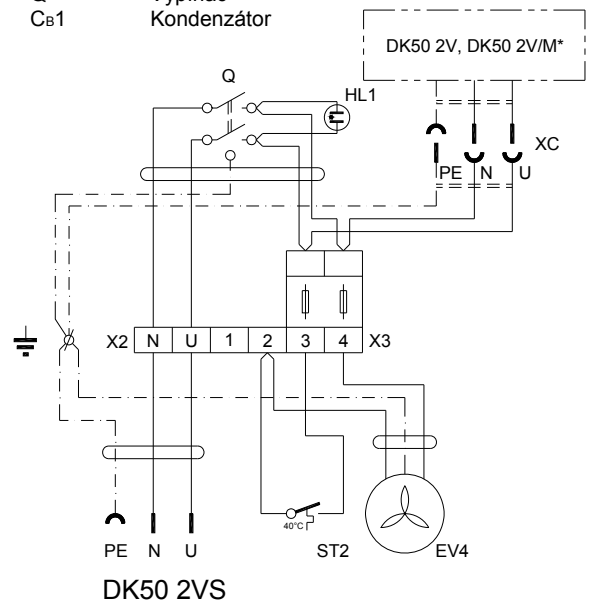 CB1 Kondenzátor
DK50 2V, DK50 2V/M*
Q
HL1
XC
PE N U
X2 N U 1 2 3 4 X3
40°C
ST2
EV4
PE N U
DK50 2VS